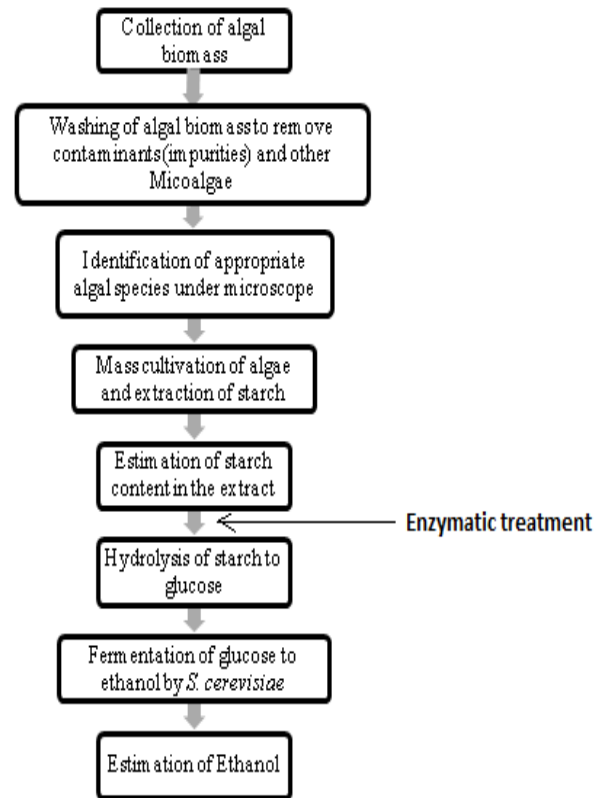 Collection of algal
biomass
Washing of algal biomass to remove
contaminants(impurities) and other
Micoalgae
Identification of appropriate
algal species under microscope
Mass cultivation of algae
and extraction of starch
Estimation of starch
content in the extract
Enzymatic treatment
Hydrolysis of starch to
glucose
Fermentation of glucose to
ethanol by S. cerevisiae
Estimation of Ethanol